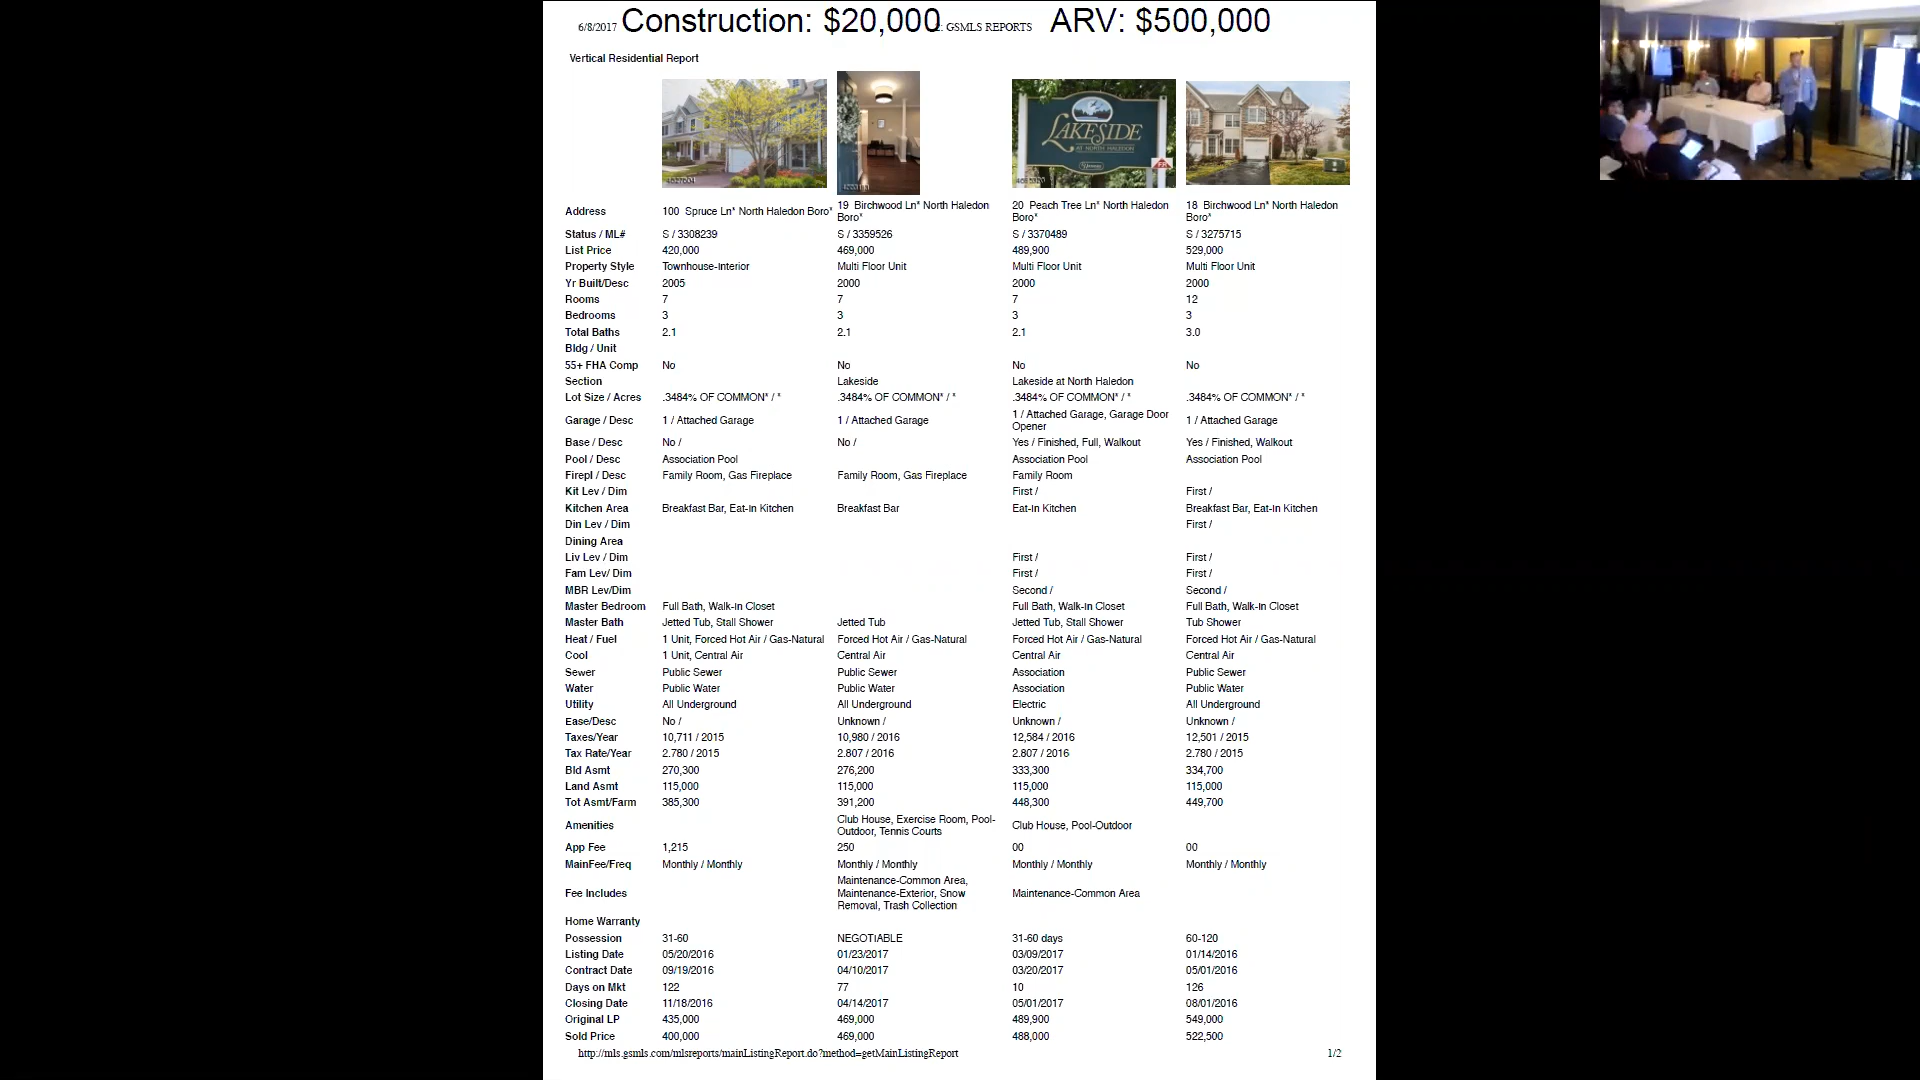 6/8/2017 Construction: $20,000 : GSMLS REPORTS ARV: $500,000
Vertical Residential Report
LAKESIDE
AT NORTH HALEDON
Address 100 Spruce Ln* North Haledon Boro* 19 Birchwood Ln* North Haledon Boro* 20 Peach Tree Ln* North Haledon Boro* 18 Birchwood Ln* North Haledon Boro*
Status / ML# S / 3308239 S / 3359526 S / 3370489 S / 3275715
List Price 420,000 469,000 489,900 529,000
Property Style Townhouse-Interior Multi Floor Unit Multi Floor Unit Multi Floor Unit
Yr Built/Desc 2005 2000 2000 2000
Rooms 7 7 7 12
Bedrooms 3 3 3 3
Total Baths 2.1 2.1 2.1 3.0
Bldg / Unit
55+ FHA Comp No No No No
Section Lakeside Lakeside at North Haledon
Lot Size / Acres .3484% OF COMMON* / * .3484% OF COMMON* / * .3484% OF COMMON* / * .3484% OF COMMON* / *
Garage / Desc 1 / Attached Garage 1 / Attached Garage 1 / Attached Garage, Garage Door Opener 1 / Attached Garage
Base / Desc No / No / Yes / Finished, Full, Walkout Yes / Finished, Walkout
Pool / Desc Association Pool Association Pool Association Pool
Firepl / Desc Family Room, Gas Fireplace Family Room, Gas Fireplace Family Room
Kit Lev / Dim First / First /
Kitchen Area Breakfast Bar, Eat-in Kitchen Breakfast Bar Eat-in Kitchen Breakfast Bar, Eat-in Kitchen
Din Lev / Dim First /
Dining Area
Liv Lev / Dim First / First /
Fam Lev/ Dim First / First /
MBR Lev/Dim Second / Second /
Master Bedroom Full Bath, Walk-in Closet Full Bath, Walk-in Closet Full Bath, Walk-in Closet
Master Bath Jetted Tub, Stall Shower Jetted Tub Jetted Tub, Stall Shower Tub Shower
Heat / Fuel 1 Unit, Forced Hot Air / Gas-Natural Forced Hot Air / Gas-Natural Forced Hot Air / Gas-Natural Forced Hot Air / Gas-Natural
Cool 1 Unit, Central Air Central Air Central Air Central Air
Sewer Public Sewer Public Sewer Association Public Sewer
Water Public Water Public Water Association Public Water
Utility All Underground All Underground Electric All Underground
Ease/Desc No / Unknown / Unknown / Unknown /
Taxes/Year 10,711 / 2015 10,980 / 2016 12,584 / 2016 12,501 / 2015
Tax Rate/Year 2.780 / 2015 2.807 / 2016 2.807 / 2016 2.780 / 2015
Bld Asmt 270,300 276,200 333,300 334,700
Land Asmt 115,000 115,000 115,000 115,000
Tot Asmt/Farm 385,300 391,200 448,300 449,700
Amenities Club House, Exercise Room, Pool-Outdoor, Tennis Courts Club House, Pool-Outdoor
App Fee 1,215 250 00 00
MainFee/Freq Monthly / Monthly Monthly / Monthly Monthly / Monthly Monthly / Monthly
Fee Includes Maintenance-Common Area, Maintenance-Exterior, Snow Removal, Trash Collection Maintenance-Common Area
Home Warranty
Possession 31-60 NEGOTIABLE 31-60 days 60-120
Listing Date 05/20/2016 01/23/2017 03/09/2017 01/14/2016
Contract Date 09/19/2016 04/10/2017 03/20/2017 05/01/2016
Days on Mkt 122 77 10 126
Closing Date 11/18/2016 04/14/2017 05/01/2017 08/01/2016
Original LP 435,000 469,000 489,900 549,000
Sold Price 400,000 469,000 488,000 522,500
http://mls.gsmls.com/mlsreports/mainListingReport.do?method=getMainListingReport 1/2